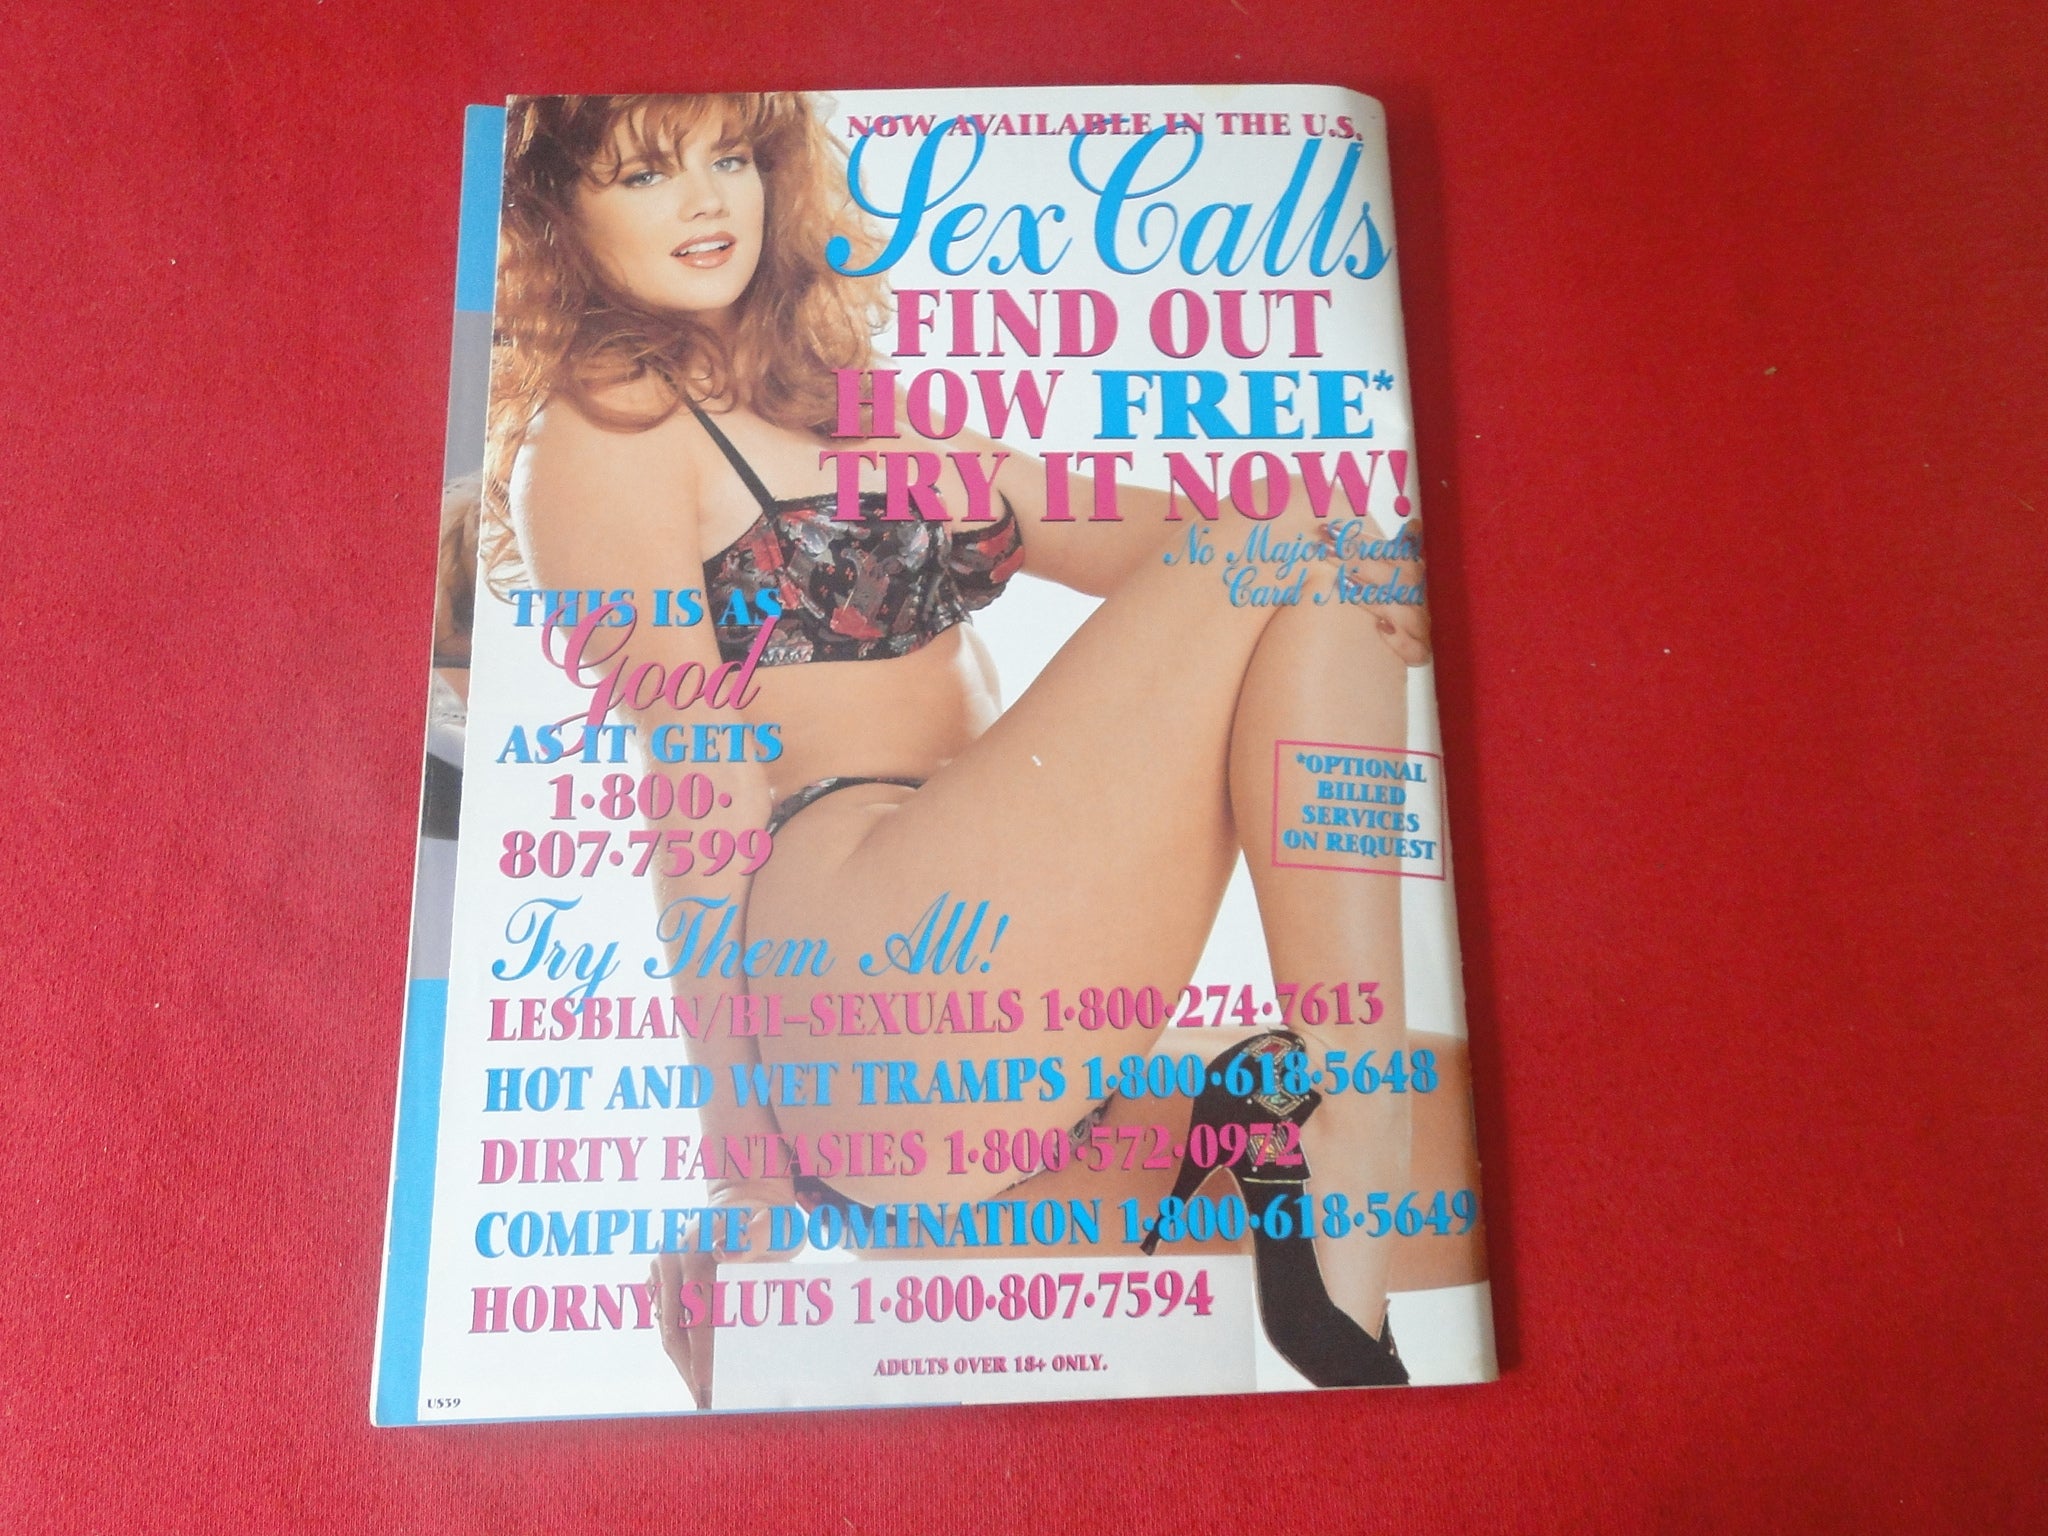 NOW AVAILABLE IN THE U.S.
Sex Calls
FIND OUT
HOW FREE*
TRY IT NOW!
No Major Credit
Card Needed
THIS IS AS
Good
AS IT GETS
1·800·
807·7599
*OPTIONAL
BILLED
SERVICES
ON REQUEST
Try Them All!
LESBIAN/BI-SEXUALS 1·800·274·7613
HOT AND WET TRAMPS 1·800·618·5648
DIRTY FANTASIES 1·800·572·0972
COMPLETE DOMINATION 1·800·618·5649
HORNY SLUTS 1·800·807·7594
ADULTS OVER 18+ ONLY.
US39